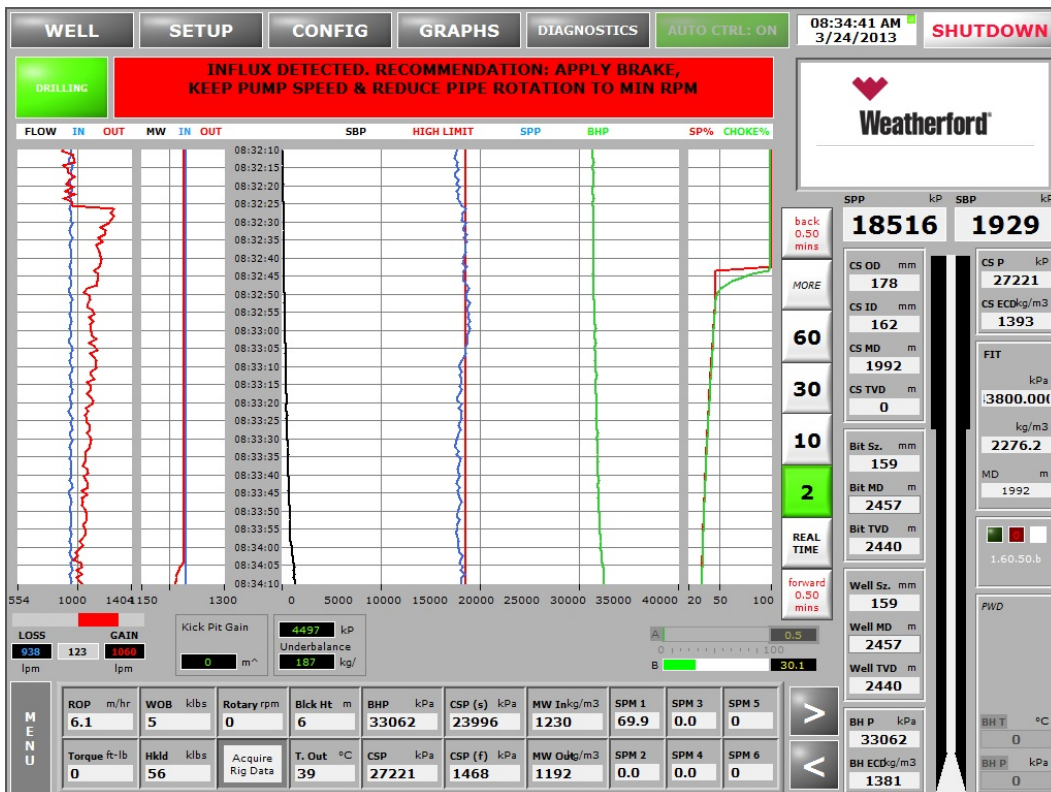 WELL SETUP CONFIG GRAPHS DIAGNOSTICS AUTO CTRL: ON 08:34:41 AM SHUTDOWN
3/24/2013
DRILLING
INFLUX DETECTED. RECOMMENDATION: APPLY BRAKE,
KEEP PUMP SPEED & REDUCE PIPE ROTATION TO MIN RPM
Weatherford®
FLOW IN OUT MW IN OUT SBP HIGH LIMIT SPP BHP SP% CHOKE%
08:32:10
08:32:15
08:32:20
08:32:25
08:32:30
08:32:35
08:32:40
08:32:45
08:32:50
08:32:55
08:33:00
08:33:05
08:33:10
08:33:15
08:33:20
08:33:25
08:33:30
08:33:35
08:33:40
08:33:45
08:33:50
08:33:55
08:34:00
08:34:05
08:34:10
554 1000 1404 1150 1300 0 5000 10000 15000 20000 25000 30000 35000 40000 20 50 100
back
0.50
mins
MORE
60
30
10
2
REAL
TIME
forward
0.50
mins
SPP kP SBP kP
18516 1929
CS OD mm
178
CS ID mm
162
CS MD m
1992
CS TVD m
0
Bit Sz. mm
159
Bit MD m
2457
Bit TVD m
2440
Well Sz. mm
159
Well MD m
2457
Well TVD m
2440
BH P kPa
33062
BH ECDkg/m3
1381
CS P kP
27221
CS ECDkg/m3
1393
FIT
kPa
3800.000
kg/m3
2276.2
MD m
1992
1.60.50.b
PWD
BH T °C
0
BH P kPa
0
LOSS GAIN
938 123 1060
lpm lpm
Kick Pit Gain
0 m^
4497 kP
Underbalance
187 kg/
A 0.5
0 100
B 30.1
MENU
ROP m/hr WOB klbs Rotary rpm Blck Ht m BHP kPa CSP (s) kPa MW Inkg/m3 SPM 1 SPM 3 SPM 5
6.1 5 0 6 33062 23996 1230 69.9 0.0 0
Torque ft-lb Hkld klbs Acquire Rig Data T. Out °C CSP kPa CSP (f) kPa MW Outkg/m3 SPM 2 SPM 4 SPM 6
0 56 39 27221 1468 1192 0.0 0.0 0
>
<